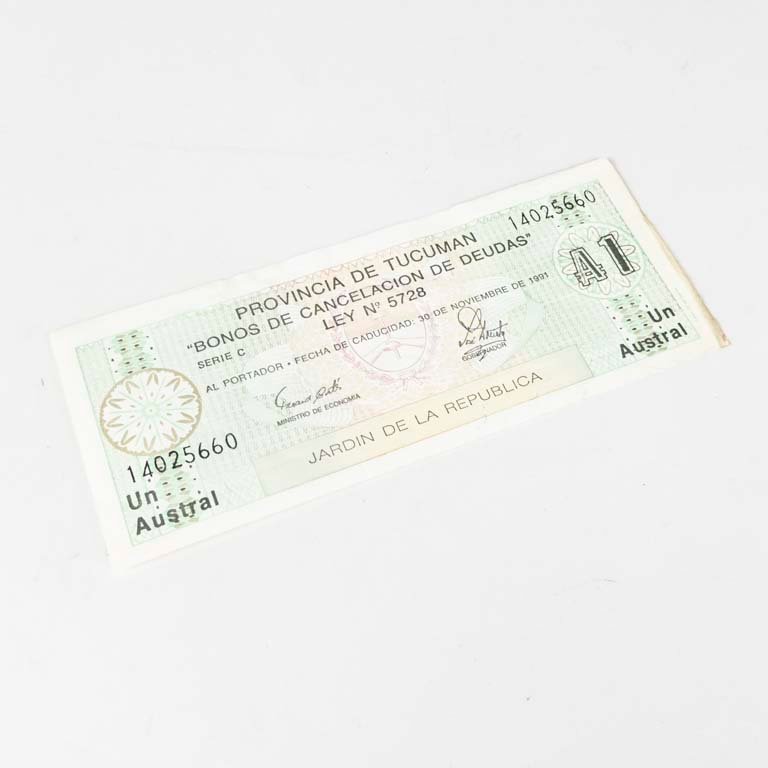 14025660
PROVINCIA DE TUCUMAN
"BONOS DE CANCELACION DE DEUDAS"
LEY Nº 5728
A1
SERIE C
AL PORTADOR • FECHA DE CADUCIDAD: 30 DE NOVIEMBRE DE 1991
MINISTRO DE ECONOMIA
GOBERNADOR
Un
Austral
JARDIN DE LA REPUBLICA
14025660
Un
Austral